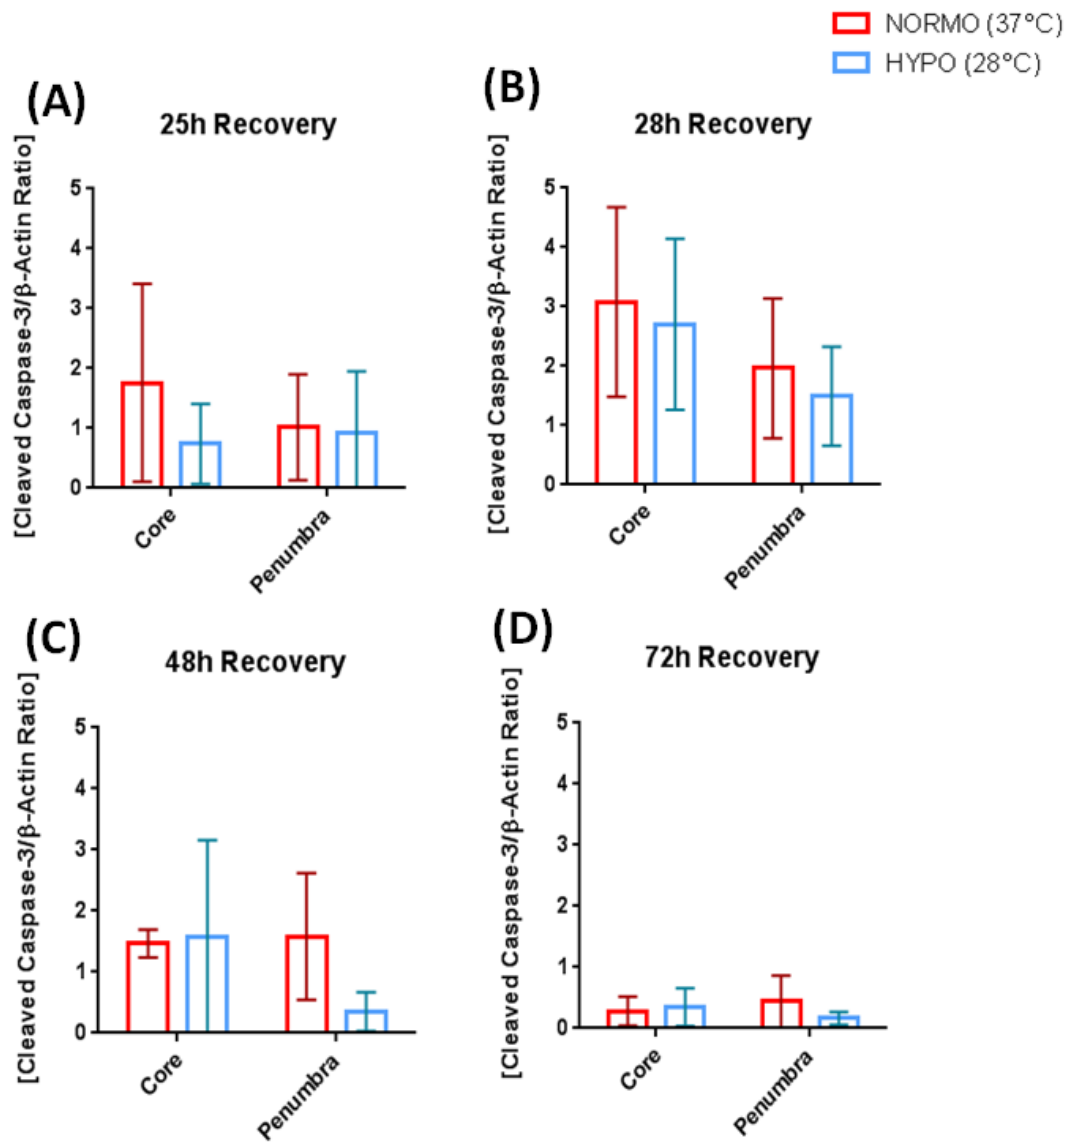 NORMO (37°C)
HYPO (28°C)
(A)
25h Recovery
[Cleaved Caspase-3/β-Actin Ratio]
5
4
3
2
1
0
Core
Penumbra
(B)
28h Recovery
[Cleaved Caspase-3/β-Actin Ratio]
5
4
3
2
1
0
Core
Penumbra
(C)
48h Recovery
[Cleaved Caspase-3/β-Actin Ratio]
5
4
3
2
1
0
Core
Penumbra
(D)
72h Recovery
[Cleaved Caspase-3/β-Actin Ratio]
5
4
3
2
1
0
Core
Penumbra